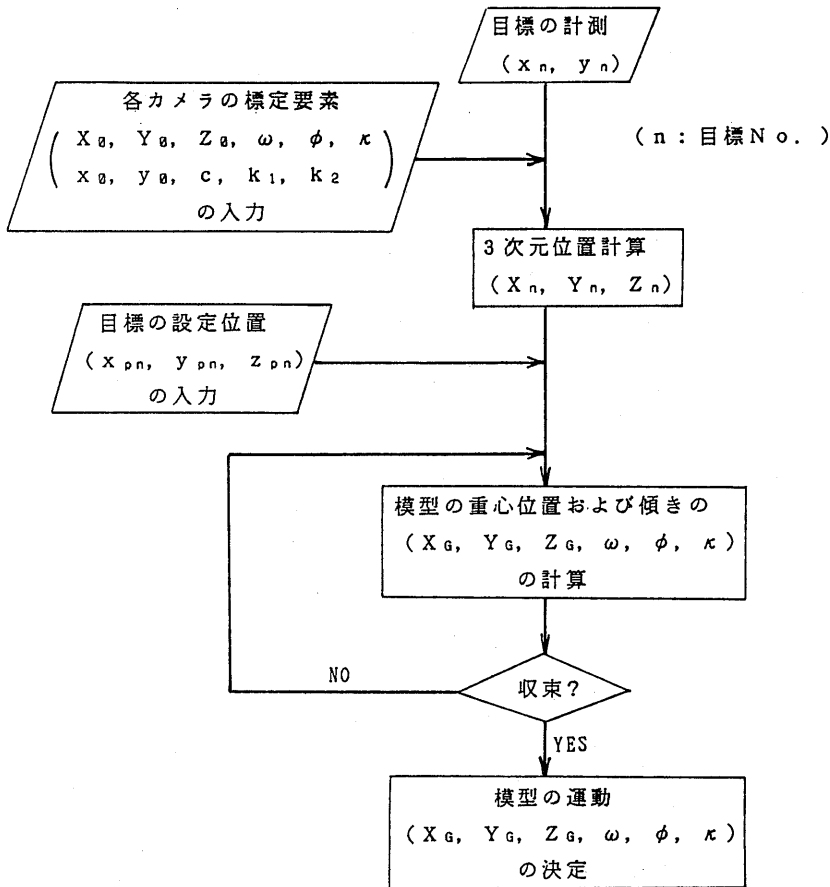 目標の計測
(xn, yn)
各カメラの標定要素
X0, Y0, Z0, ω, φ, κ
x0, y0, c, k1, k2
の入力
(n:目標No.)
3次元位置計算
(Xn, Yn, Zn)
目標の設定位置
(xpn, ypn, zpn)
の入力
模型の重心位置および傾きの
(XG, YG, ZG, ω, φ, κ)
の計算
NO
収束?
YES
模型の運動
(XG, YG, ZG, ω, φ, κ)
の決定